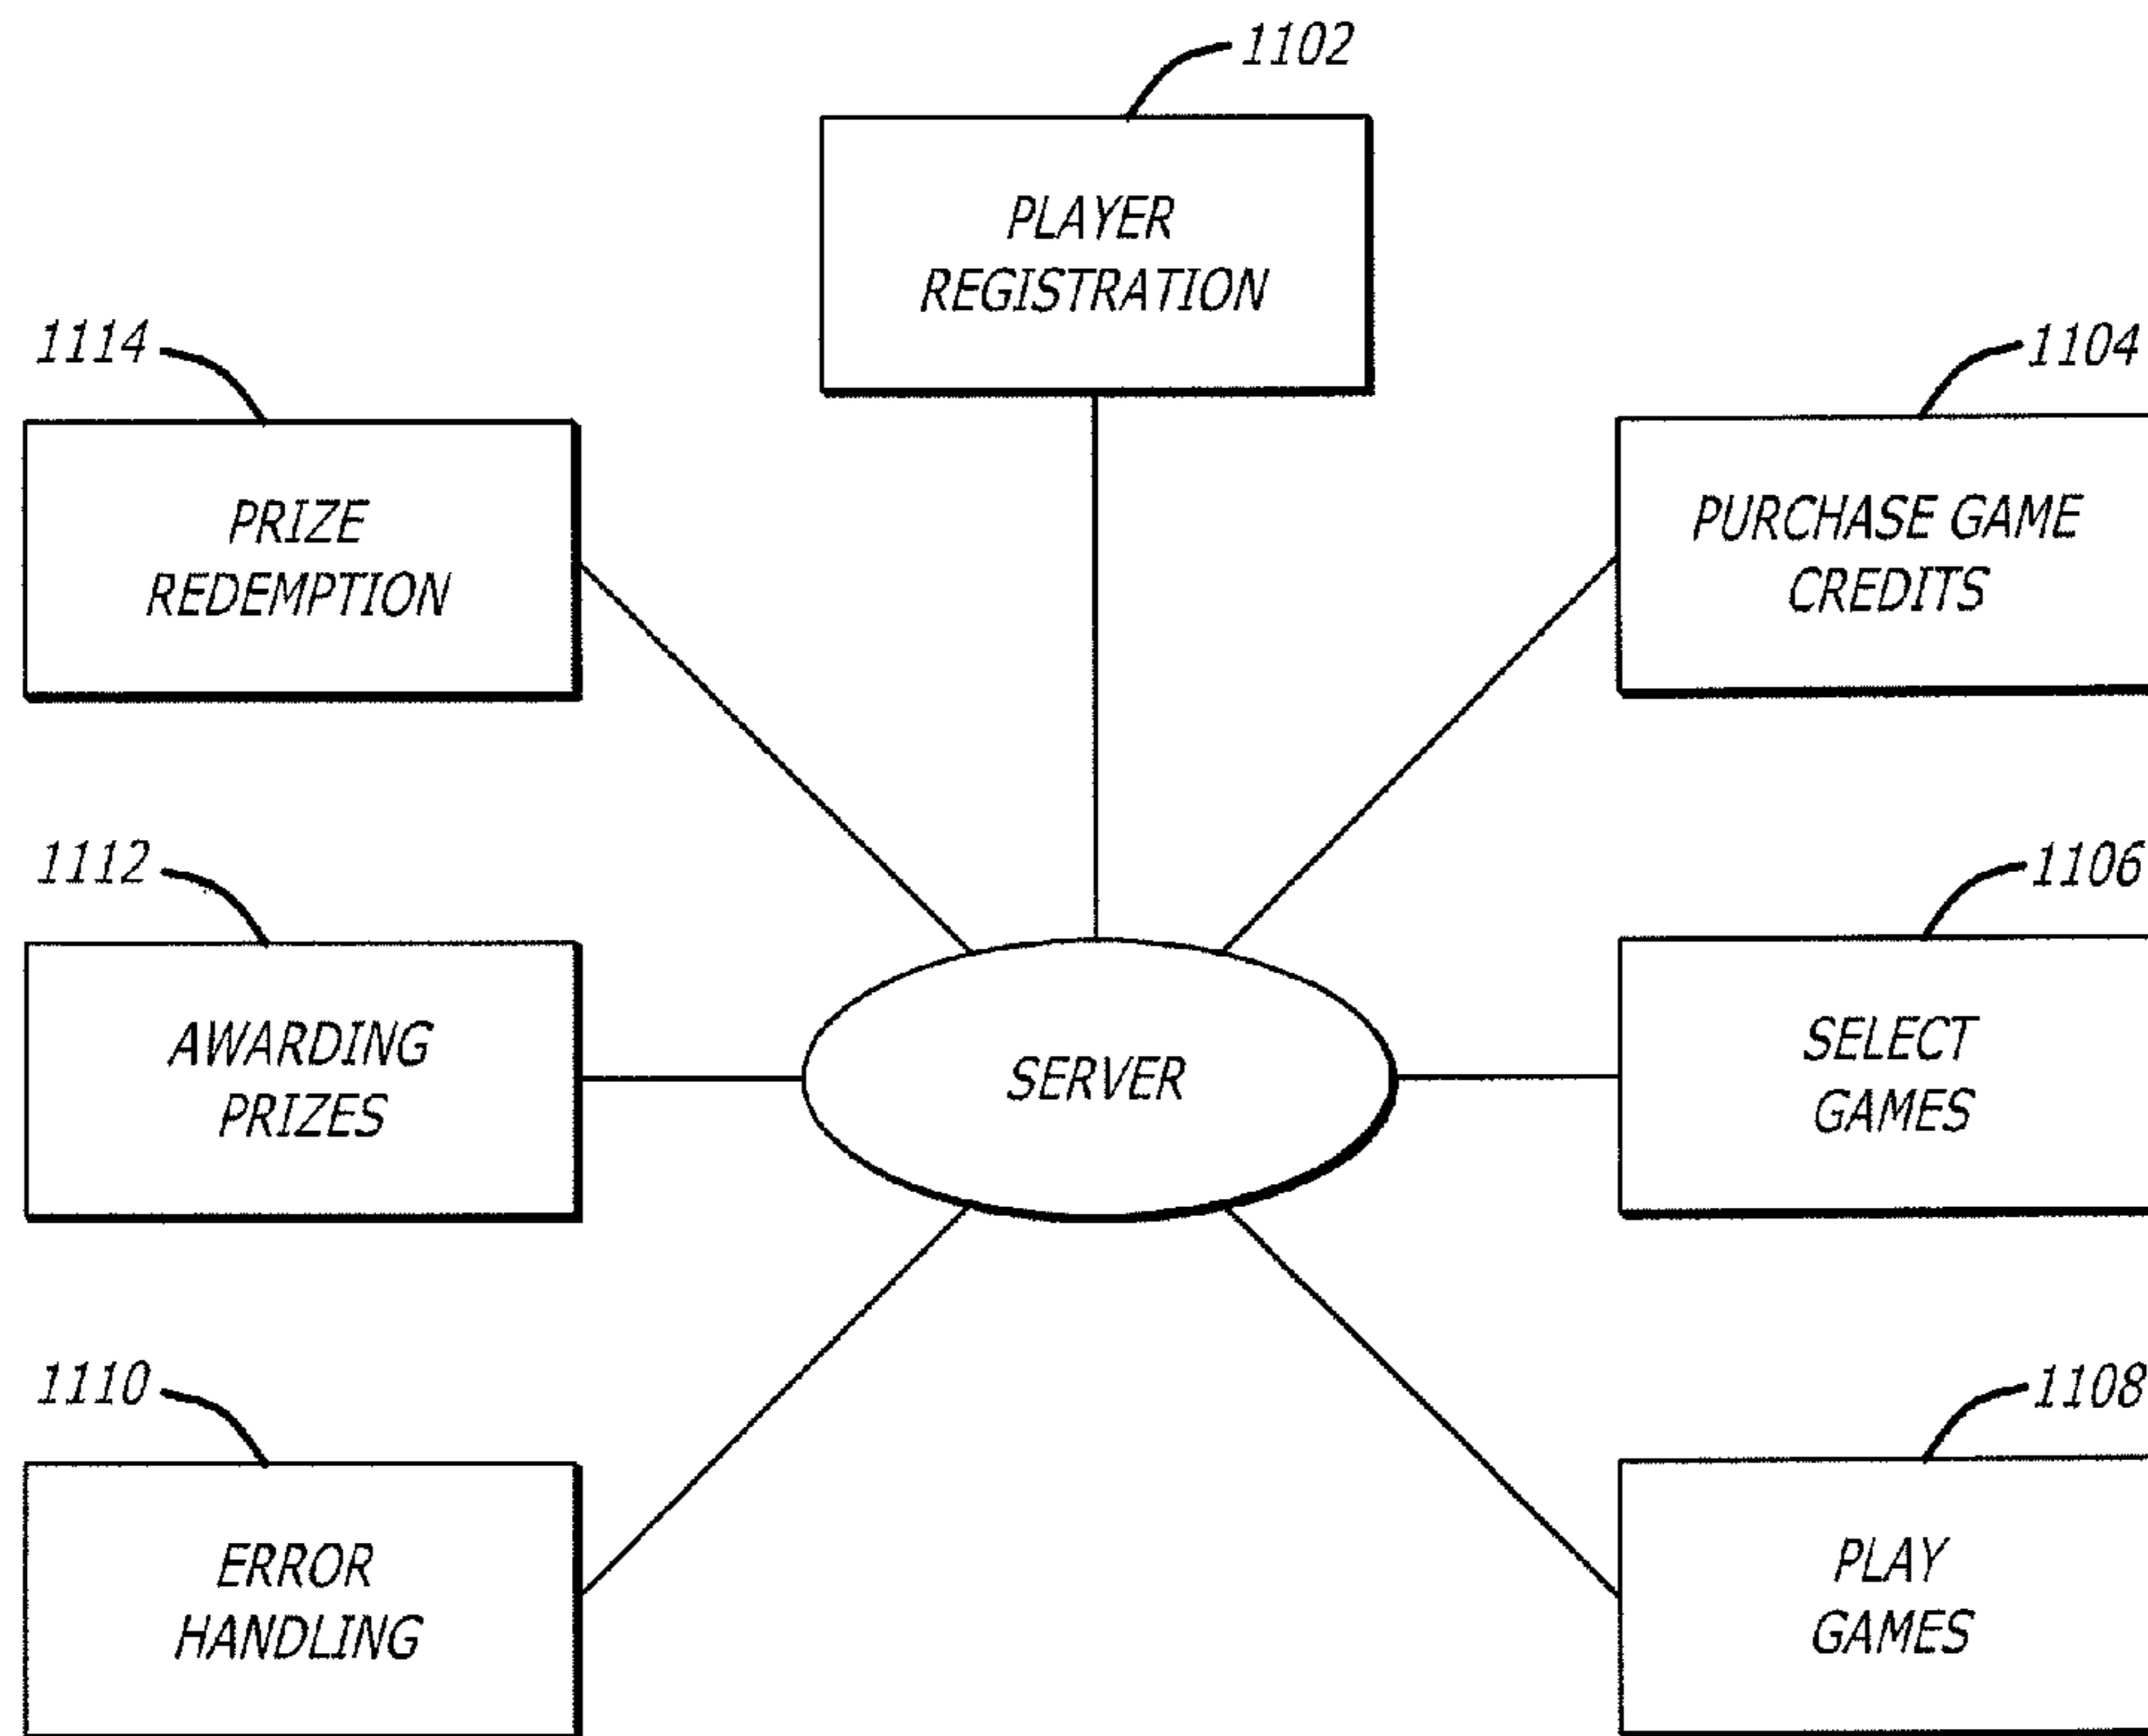 1102
PLAYER
REGISTRATION
1114
PRIZE
REDEMPTION
1104
PURCHASE GAME
CREDITS
1112
AWARDING
PRIZES
SERVER
1106
SELECT
GAMES
1110
ERROR
HANDLING
1108
PLAY
GAMES